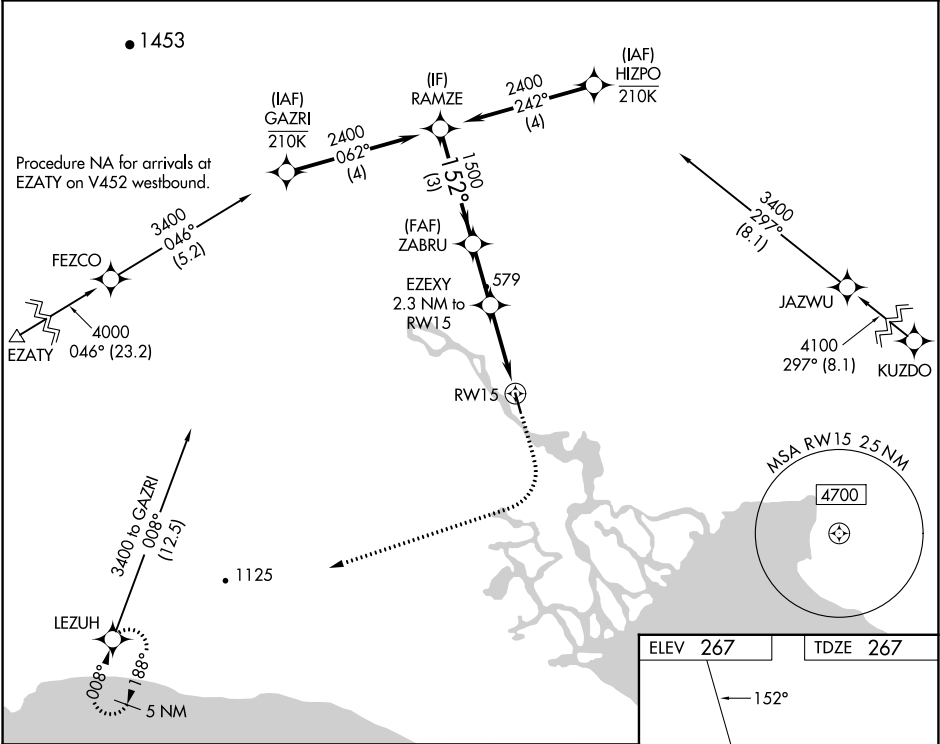 1453
(IAF)
HIZPO
210K
(IF)
RAMZE
2400
242°
(4)
(IAF)
GAZRI
210K
2400
062°
(4)
Procedure NA for arrivals at
EZATY on V452 westbound.
1500
152°
(3)
3400
046°
(5.2)
3400
297°
(8.1)
(FAF)
ZABRU
FEZCO
EZEXY
2.3 NM to
RW15
579
JAZWU
4000
046° (23.2)
EZATY
4100
297° (8.1)
KUZDO
RW15
MSA RW15 25 NM
4700
3400 to GAZRI
008°
(12.5)
1125
LEZUH
008°
188°
5 NM
ELEV 267
TDZE 267
152°